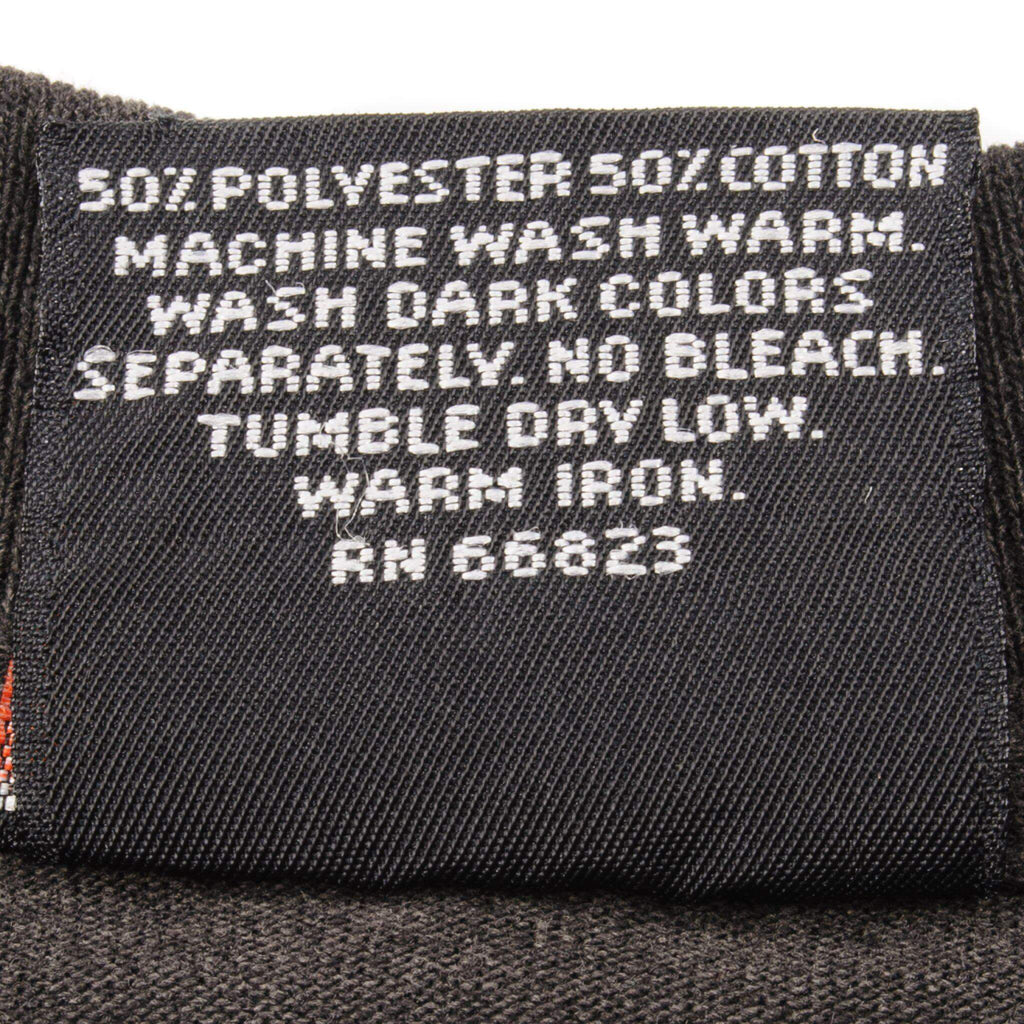 50% POLYESTER 50% COTTON
MACHINE WASH WARM.
WASH DARK COLORS
SEPARATELY. NO BLEACH.
TUMBLE DRY LOW.
WARM IRON.
RN 66823